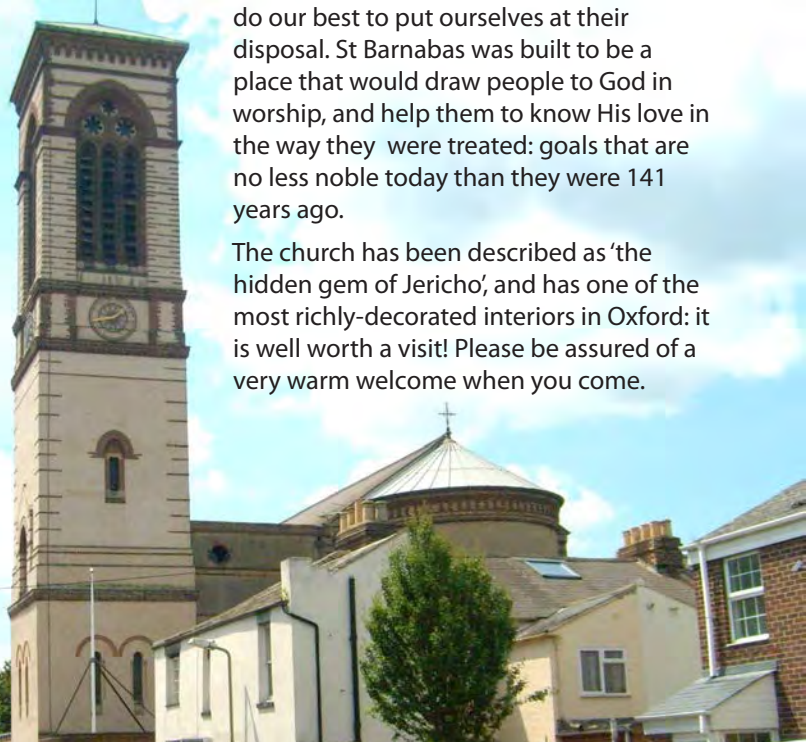 do our best to put ourselves at their
disposal. St Barnabas was built to be a
place that would draw people to God in
worship, and help them to know His love in
the way they  were treated: goals that are
no less noble today than they were 141
years ago.
The church has been described as ‘the
hidden gem of Jericho’, and has one of the
most richly-decorated interiors in Oxford: it
is well worth a visit! Please be assured of a
very warm welcome when you come.